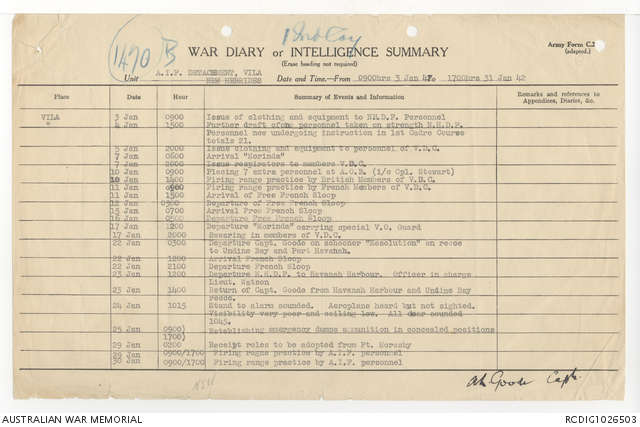 1470 B
1 Ind Coy
WAR DIARY or INTELLIGENCE SUMMARY
Army Form C.2
(Erase heading not required)
(adapted.)
Unit A.I.F. DETACHMENT, VILA Date and Time.—From 0900hrs 3 Jan 42 to 1700hrs 31 Jan 42
NEW HEBRIDES
Place Date Hour Summary of Events and Information Remarks and references to
Appendices, Diaries, &c.
VILA 3 Jan 0900 Issue of clothing and equipment to NH.D.F. Personnel
" 4 Jan 1500 Further draft of personnel taken on strength N.H.D.F.
Personnel now undergoing instruction in 1st Cadre Course
totals 21.
5 Jan 2000 Issue clothing and equipment to personnel of V.D.C.
7 Jan 0600 Arrival "Morinda"
7 Jan 2000 Issue respirators to members V.D.C.
10 Jan 0900 Placing 7 extra personnel at A.O.B. (i/c Cpl. Stewart)
10 Jan 1400 Firing range practice by British Members of V.D.C.
11 Jan 0900 Firing range practice by French Members of V.D.C.
11 Jan 1500 Arrival of Free French Sloop
12 Jan 0300 Departure of Free French Sloop
15 Jan 0700 Arrival Free French Sloop
16 Jan 0500 Departure Free French Sloop
17 Jan 1200 Departure "Morinda" carrying special V.O. Guard
17 Jan 2000 Swearing in members of V.D.C.
22 Jan 0300 Departure Capt. Goode on schooner "Resolution" on recce
to Undine Bay and Port Havanah.
22 Jan 1200 Arrival French Sloop
22 Jan 2100 Departure French Sloop
23 Jan 1200 Departure N.H.D.F. to Havanah Harbour. Officer in charge
Lieut. Watson
23 Jan 1400 Return of Capt. Goode from Havanah Harbour and Undine Bay
recce.
24 Jan 1015 Stand to alarm sounded. Aeroplane heard but not sighted.
Visibility very poor and ceiling low. All clear sounded
1045.
25 Jan 0900) Establishing emergency dumps ammunition in concealed positions
1700)
29 Jan 0200 Receipt roles to be adopted from Pt. Moresby
29 Jan 0900/1700 Firing range practice by A.I.F. personnel
30 Jan 0900/1700 Firing range practice by A.I.F. personnel
Capt.
AUSTRALIAN WAR MEMORIAL RCDIG1026503